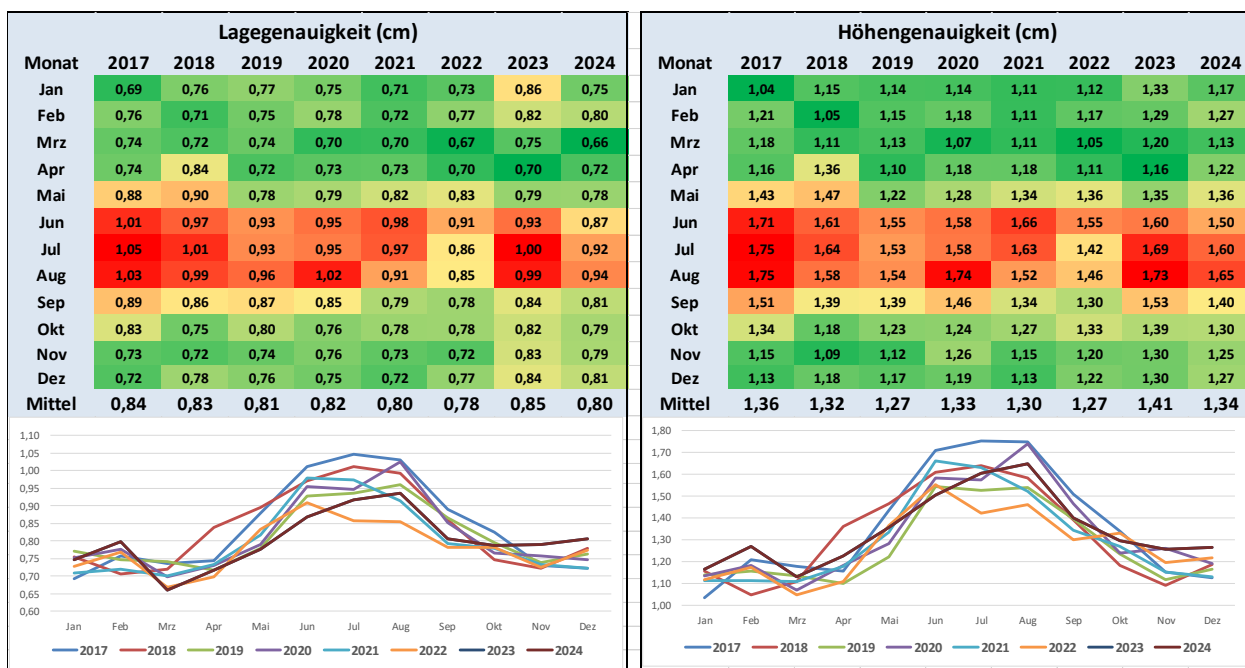 Lagegenauigkeit (cm)
Monat 2017 2018 2019 2020 2021 2022 2023 2024
Jan 0,69 0,76 0,77 0,75 0,71 0,73 0,86 0,75
Feb 0,76 0,71 0,75 0,78 0,72 0,77 0,82 0,80
Mrz 0,74 0,72 0,74 0,70 0,70 0,67 0,75 0,66
Apr 0,74 0,84 0,72 0,73 0,73 0,70 0,70 0,72
Mai 0,88 0,90 0,78 0,79 0,82 0,83 0,79 0,78
Jun 1,01 0,97 0,93 0,95 0,98 0,91 0,93 0,87
Jul 1,05 1,01 0,93 0,95 0,97 0,86 1,00 0,92
Aug 1,03 0,99 0,96 1,02 0,91 0,85 0,99 0,94
Sep 0,89 0,86 0,87 0,85 0,79 0,78 0,84 0,81
Okt 0,83 0,75 0,80 0,76 0,78 0,78 0,82 0,79
Nov 0,73 0,72 0,74 0,76 0,73 0,72 0,83 0,79
Dez 0,72 0,78 0,76 0,75 0,72 0,77 0,84 0,81
Mittel 0,84 0,83 0,81 0,82 0,80 0,78 0,85 0,80
1,10
1,05
1,00
0,95
0,90
0,85
0,80
0,75
0,70
0,65
0,60
Jan Feb Mrz Apr Mai Jun Jul Aug Sep Okt Nov Dez
2017 2018 2019 2020 2021 2022 2023 2024
Höhengenauigkeit (cm)
Monat 2017 2018 2019 2020 2021 2022 2023 2024
Jan 1,04 1,15 1,14 1,14 1,11 1,12 1,33 1,17
Feb 1,21 1,05 1,15 1,18 1,11 1,17 1,29 1,27
Mrz 1,18 1,11 1,13 1,07 1,11 1,05 1,20 1,13
Apr 1,16 1,36 1,10 1,18 1,18 1,11 1,16 1,22
Mai 1,43 1,47 1,22 1,28 1,34 1,36 1,35 1,36
Jun 1,71 1,61 1,55 1,58 1,66 1,55 1,60 1,50
Jul 1,75 1,64 1,53 1,58 1,63 1,42 1,69 1,60
Aug 1,75 1,58 1,54 1,74 1,52 1,46 1,73 1,65
Sep 1,51 1,39 1,39 1,46 1,34 1,30 1,53 1,40
Okt 1,34 1,18 1,23 1,24 1,27 1,33 1,39 1,30
Nov 1,15 1,09 1,12 1,26 1,15 1,20 1,30 1,25
Dez 1,13 1,18 1,17 1,19 1,13 1,22 1,30 1,27
Mittel 1,36 1,32 1,27 1,33 1,30 1,27 1,41 1,34
1,80
1,70
1,60
1,50
1,40
1,30
1,20
1,10
1,00
Jan Feb Mrz Apr Mai Jun Jul Aug Sep Okt Nov Dez
2017 2018 2019 2020 2021 2022 2023 2024